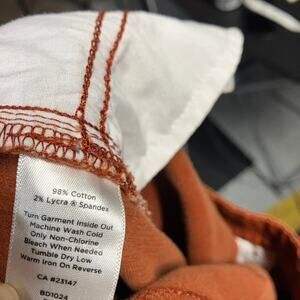 98% Cotton
2% Lycra® Spandex
Turn Garment Inside Out
Machine Wash Cold
Only Non-Chlorine
Bleach When Needed
Tumble Dry Low
Warm Iron On Reverse
CA #23147
BD1024